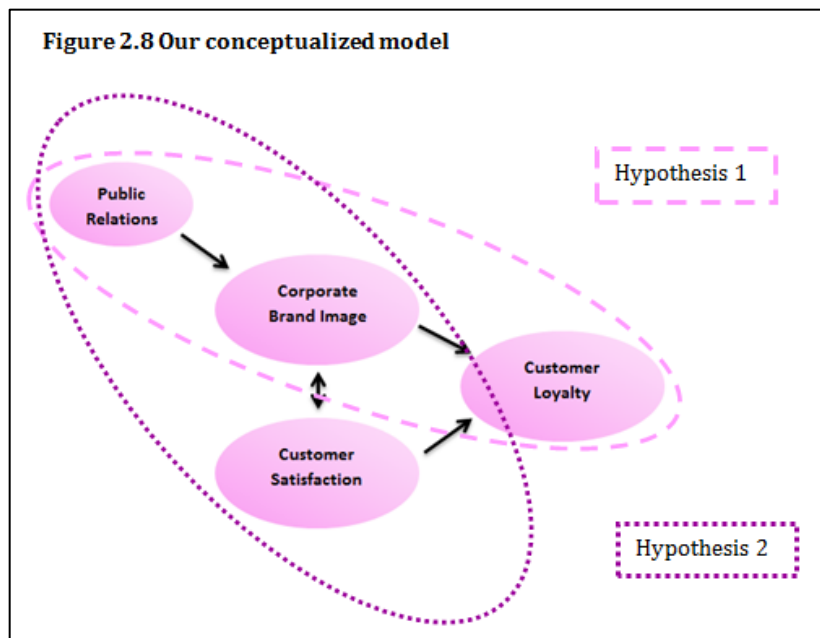 Figure 2.8 Our conceptualized model
Hypothesis 1
Public
Relations
Corporate
Brand Image
Customer
Loyalty
Customer
Satisfaction
Hypothesis 2